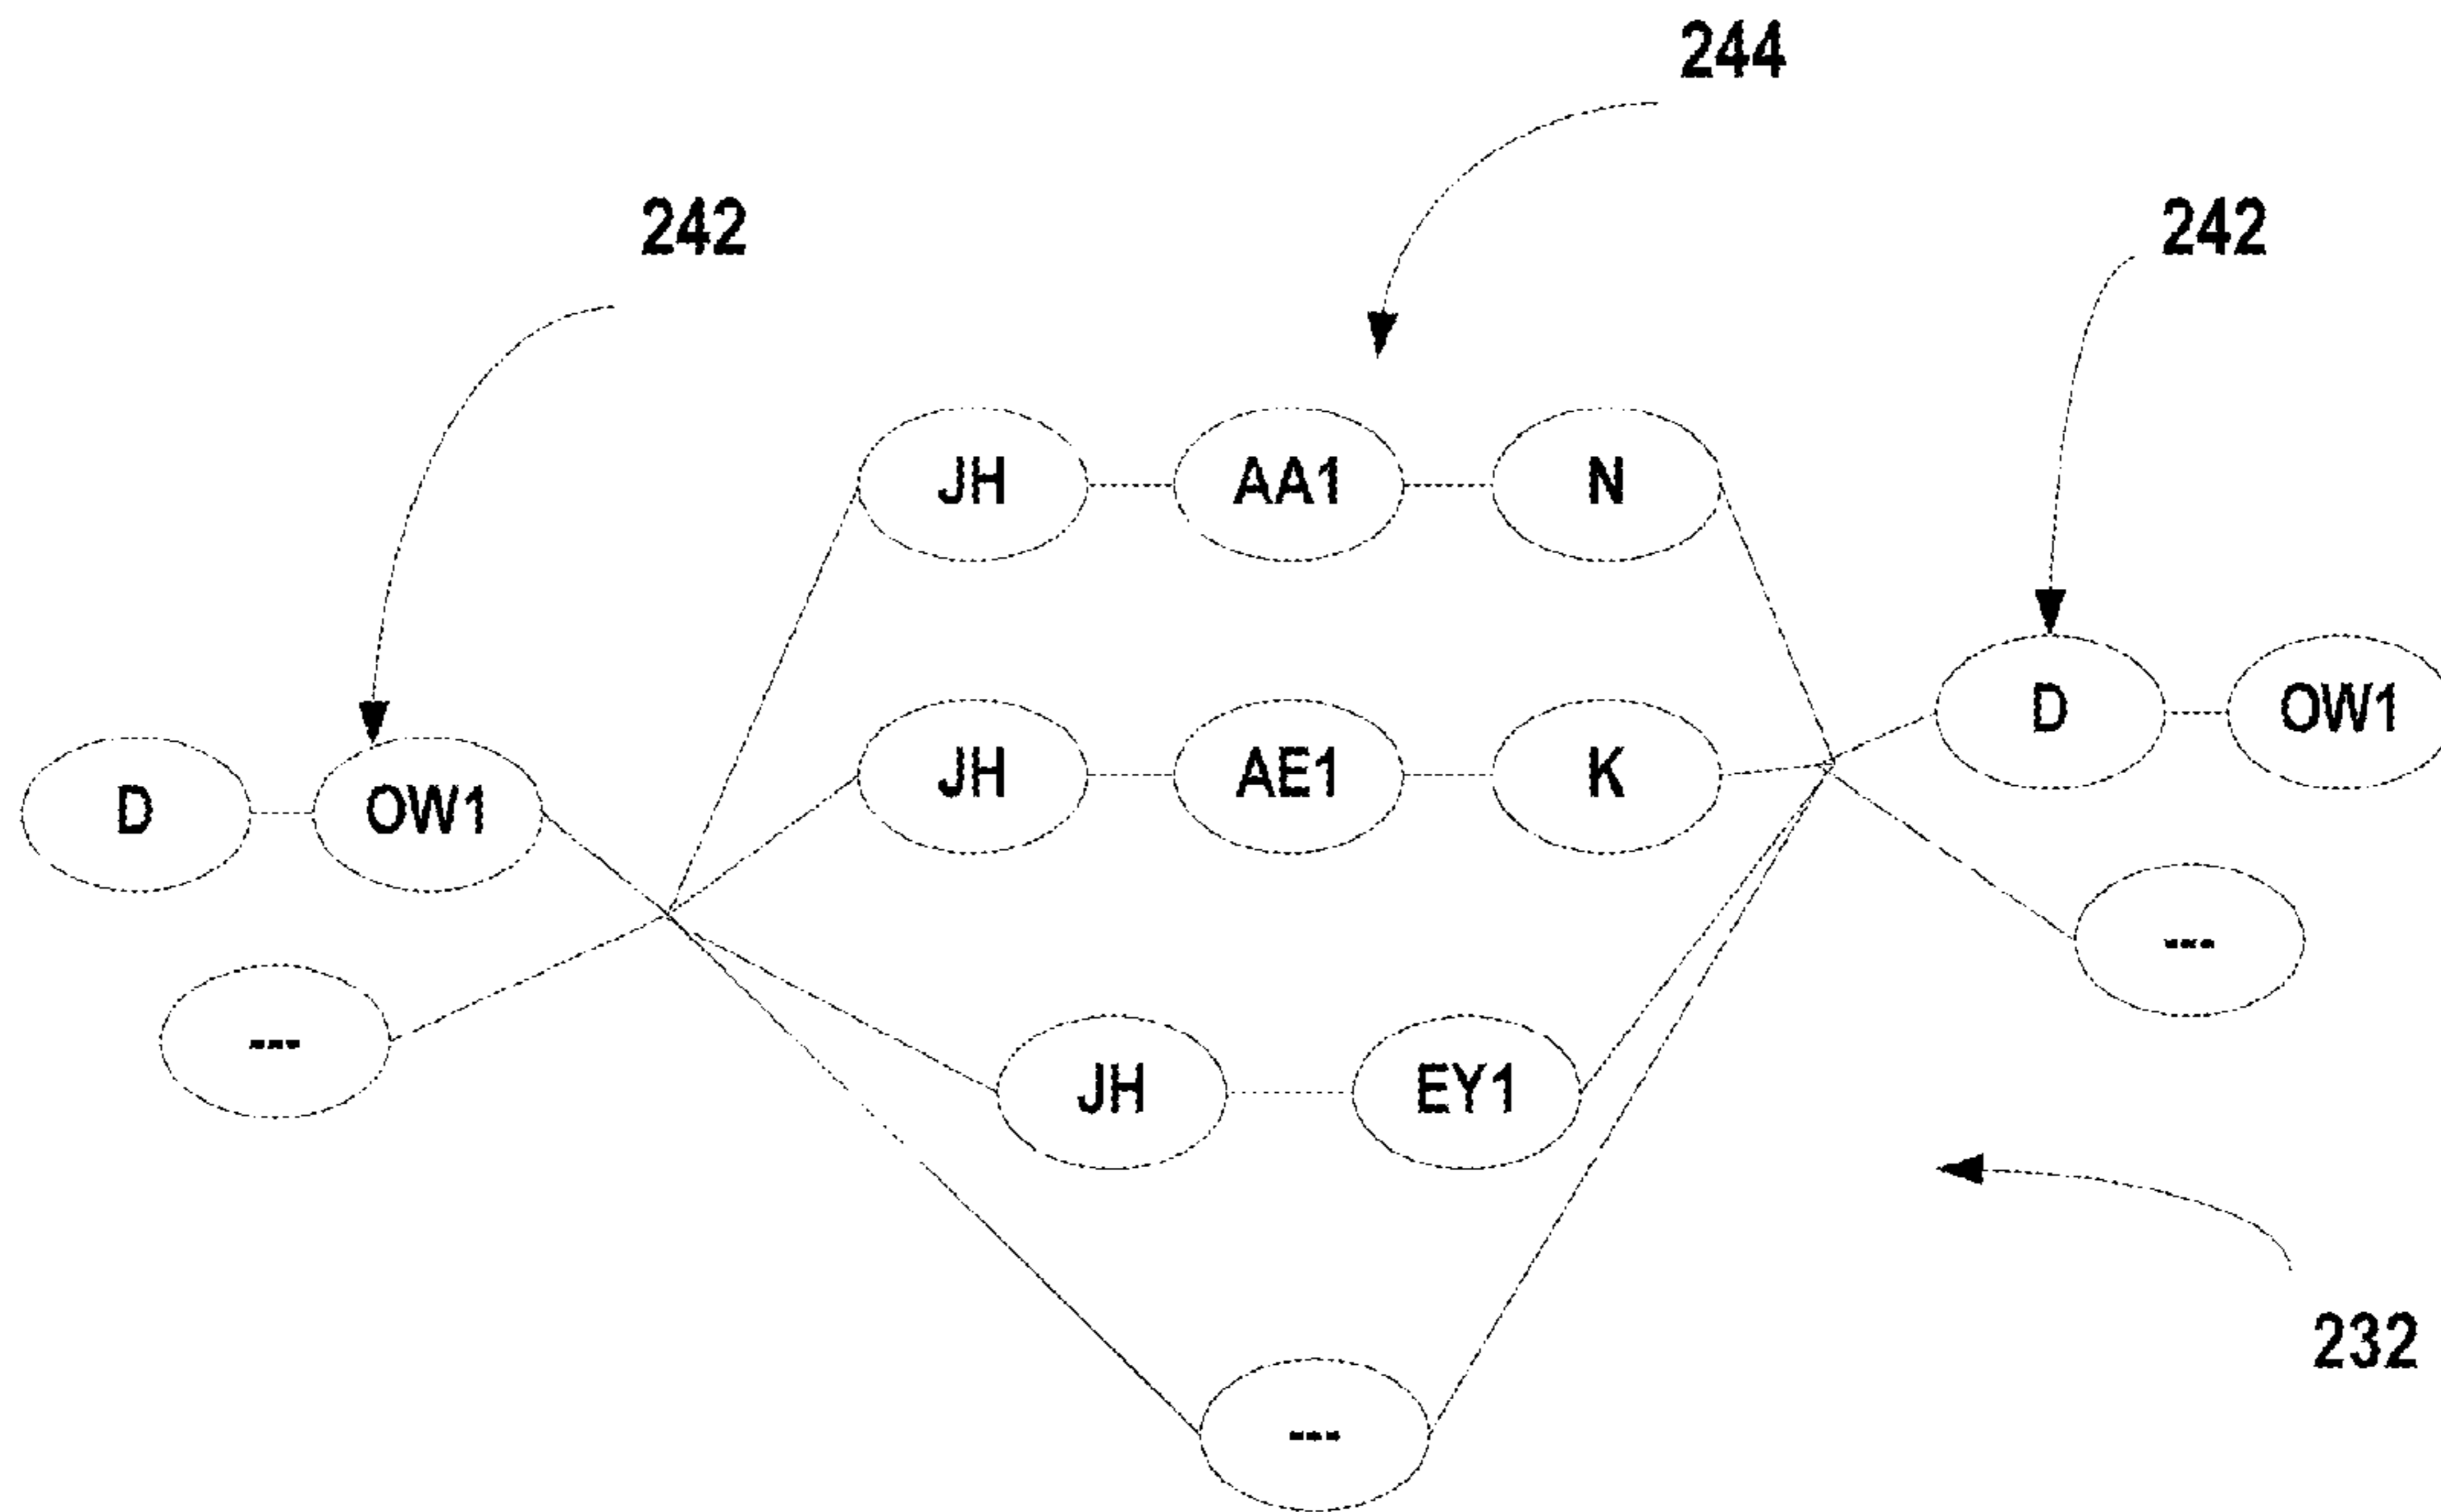 244
242 242
JH AA1 N
D OW1
JH AE1 K
D OW1
---
---
JH EY1
232
---